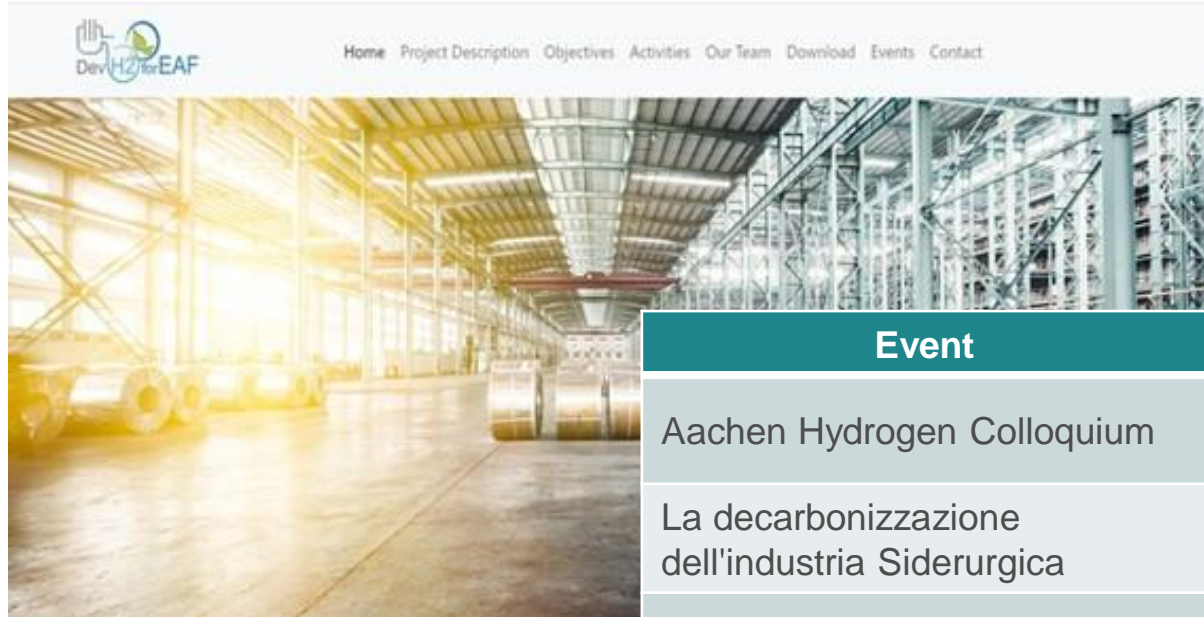 DevH2forEAF
Home Project Description Objectives Activities Our Team Download Events Contact
Event
Aachen Hydrogen Colloquium
La decarbonizzazione
dell'industria Siderurgica